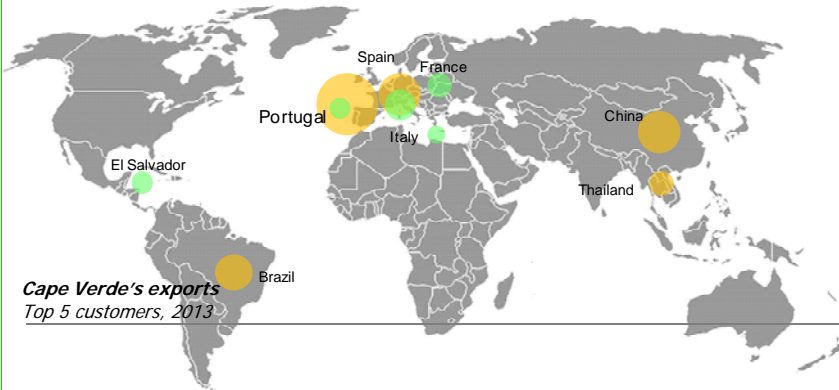 Spain
France
Portugal
China
Italy
El Salvador
Thailand
Brazil
Cape Verde's exports
Top 5 customers, 2013